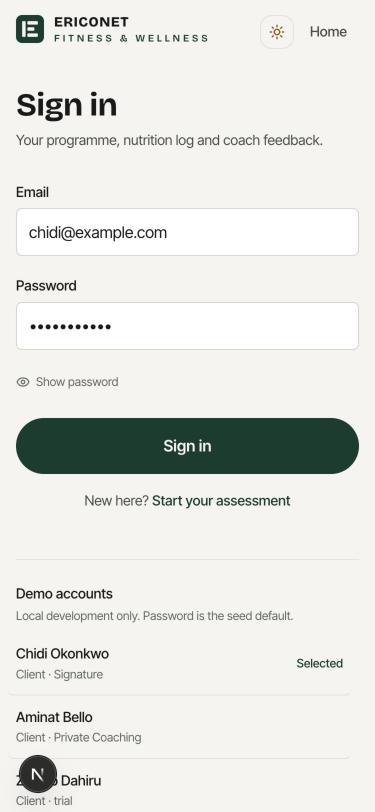 ERICONET
FITNESS & WELLNESS
Home
Sign in
Your programme, nutrition log and coach feedback.
Email
chidi@example.com
Password
•••••••••••
Show password
Sign in
New here? Start your assessment
Demo accounts
Local development only. Password is the seed default.
Chidi Okonkwo
Selected
Client · Signature
Aminat Bello
Client · Private Coaching
N
Dahiru
Client · trial